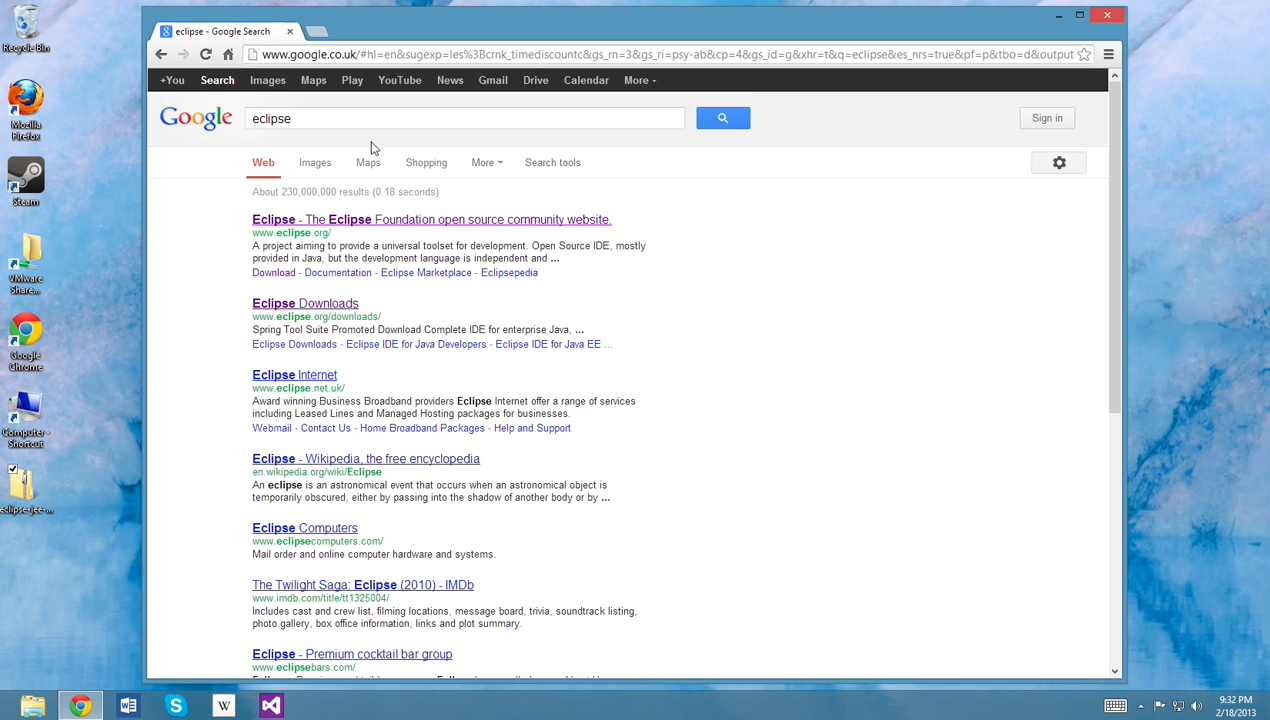 Recycle Bin
Mozilla
Firefox
Steam
VMware
Share...
Google
Chrome
Computer -
Shortcut
eclipse-jee-...
eclipse - Google Search
www.google.co.uk/#hl=en&sugexp=les%3Bcrnk_timediscountc&gs_rn=3&gs_ri=psy-ab&cp=4&gs_id=g&xhr=t&q=eclipse&es_nrs=true&pf=p&tbo=d&output
+You Search Images Maps Play YouTube News Gmail Drive Calendar More
Google eclipse Sign in
Web Images Maps Shopping More Search tools
About 230,000,000 results (0.18 seconds)
Eclipse - The Eclipse Foundation open source community website.
www.eclipse.org/
A project aiming to provide a universal toolset for development. Open Source IDE, mostly
provided in Java, but the development language is independent and ...
Download - Documentation - Eclipse Marketplace - Eclipsepedia
Eclipse Downloads
www.eclipse.org/downloads/
Spring Tool Suite Promoted Download Complete IDE for enterprise Java, ...
Eclipse Downloads - Eclipse IDE for Java Developers - Eclipse IDE for Java EE ...
Eclipse Internet
www.eclipse.net.uk/
Award winning Business Broadband providers Eclipse Internet offer a range of services
including Leased Lines and Managed Hosting packages for businesses.
Webmail - Contact Us - Home Broadband Packages - Help and Support
Eclipse - Wikipedia, the free encyclopedia
en.wikipedia.org/wiki/Eclipse
An eclipse is an astronomical event that occurs when an astronomical object is
temporarily obscured, either by passing into the shadow of another body or by ...
Eclipse Computers
www.eclipsecomputers.com/
Mail order and online computer hardware and systems.
The Twilight Saga: Eclipse (2010) - IMDb
www.imdb.com/title/tt1325004/
Includes cast and crew list, filming locations, message board, trivia, soundtrack listing,
photo gallery, box office information, links and plot summary.
Eclipse - Premium cocktail bar group
www.eclipsebars.com/
W
9:32 PM
2/18/2013